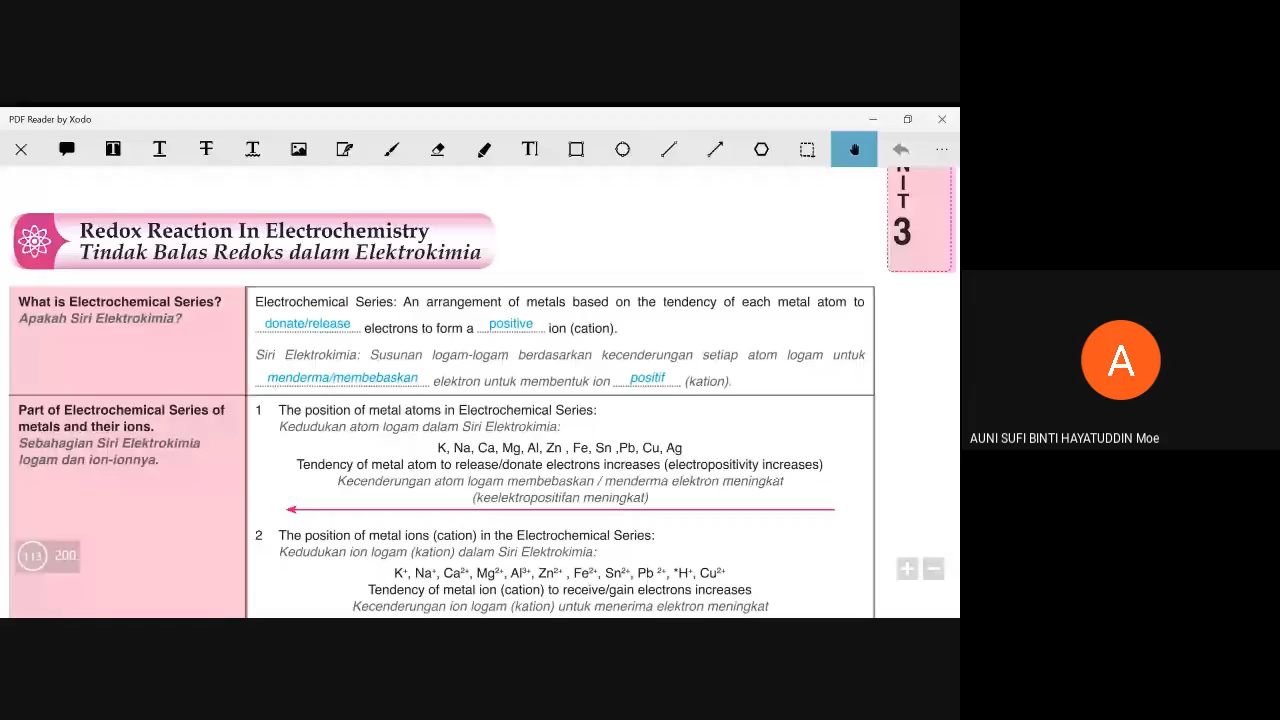 PDF Reader by Xodo
N
I
T
3
Redox Reaction In Electrochemistry
Tindak Balas Redoks dalam Elektrokimia
What is Electrochemical Series?
Apakah Siri Elektrokimia?
Electrochemical Series: An arrangement of metals based on the tendency of each metal atom to
donate/release electrons to form a positive ion (cation).
Siri Elektrokimia: Susunan logam-logam berdasarkan kecenderungan setiap atom logam untuk
menderma/membebaskan elektron untuk membentuk ion positif (kation).
Part of Electrochemical Series of
metals and their ions.
Sebahagian Siri Elektrokimia
logam dan ion-ionnya.
1 The position of metal atoms in Electrochemical Series:
Kedudukan atom logam dalam Siri Elektrokimia:
K, Na, Ca, Mg, Al, Zn , Fe, Sn ,Pb, Cu, Ag
Tendency of metal atom to release/donate electrons increases (electropositivity increases)
Kecenderungan atom logam membebaskan / menderma elektron meningkat
(keelektropositifan meningkat)
2 The position of metal ions (cation) in the Electrochemical Series:
Kedudukan ion logam (kation) dalam Siri Elektrokimia:
K⁺, Na⁺, Ca²⁺, Mg²⁺, Al³⁺, Zn²⁺ , Fe²⁺, Sn²⁺, Pb ²⁺, *H⁺, Cu²⁺
Tendency of metal ion (cation) to receive/gain electrons increases
Kecenderungan ion logam (kation) untuk menerima elektron meningkat
113 200
A
AUNI SUFI BINTI HAYATUDDIN Moe